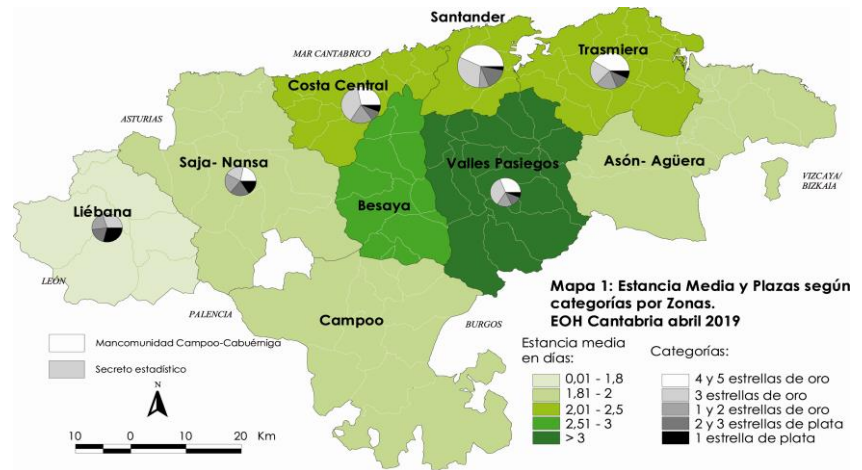 Santander
MAR CANTABRICO
Trasmiera
Costa Central
ASTURIAS
Saja- Nansa
Valles Pasiegos
Asón- Agüera
VIZCAYA/
BIZKAIA
Besaya
Liébana
LEÓN
PALENCIA
Campoo
BURGOS
Mapa 1: Estancia Media y Plazas según
categorías por Zonas.
EOH Cantabria abril 2019
Mancomunidad Campoo-Cabuérniga
Secreto estadístico
N
10 0 10 20 Km
Estancia media
en días:
0,01 - 1,8
1,81 - 2
2,01 - 2,5
2,51 - 3
> 3
Categorías:
4 y 5 estrellas de oro
3 estrellas de oro
1 y 2 estrellas de oro
2 y 3 estrellas de plata
1 estrella de plata